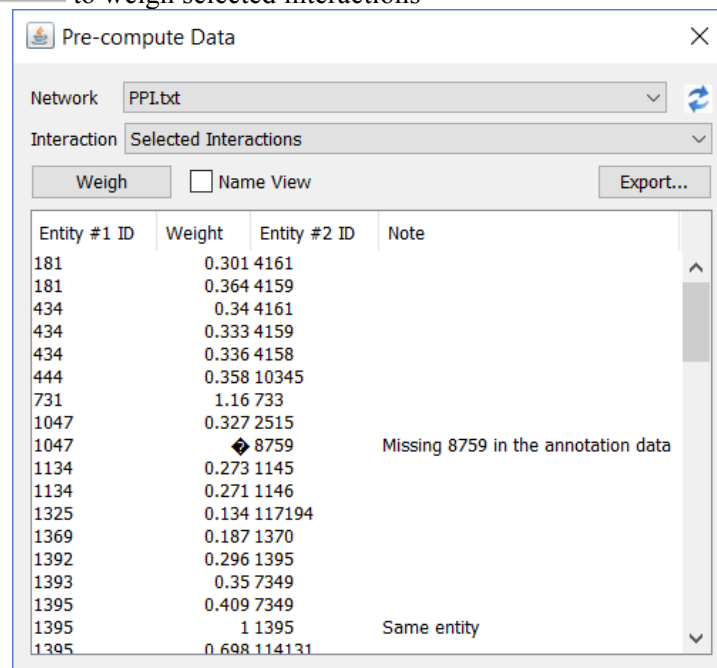 to weigh selected interactions
Pre-compute Data
Network PPI.txt
Interaction Selected Interactions
Weigh Name View Export...
Entity #1 ID Weight Entity #2 ID Note
181 0.301 4161
181 0.364 4159
434 0.34 4161
434 0.333 4159
434 0.336 4158
444 0.358 10345
731 1.16 733
1047 0.327 2515
1047 � 8759 Missing 8759 in the annotation data
1134 0.273 1145
1134 0.271 1146
1325 0.134 117194
1369 0.187 1370
1392 0.296 1395
1393 0.35 7349
1395 0.409 7349
1395 1 1395 Same entity
1395 0.698 114131